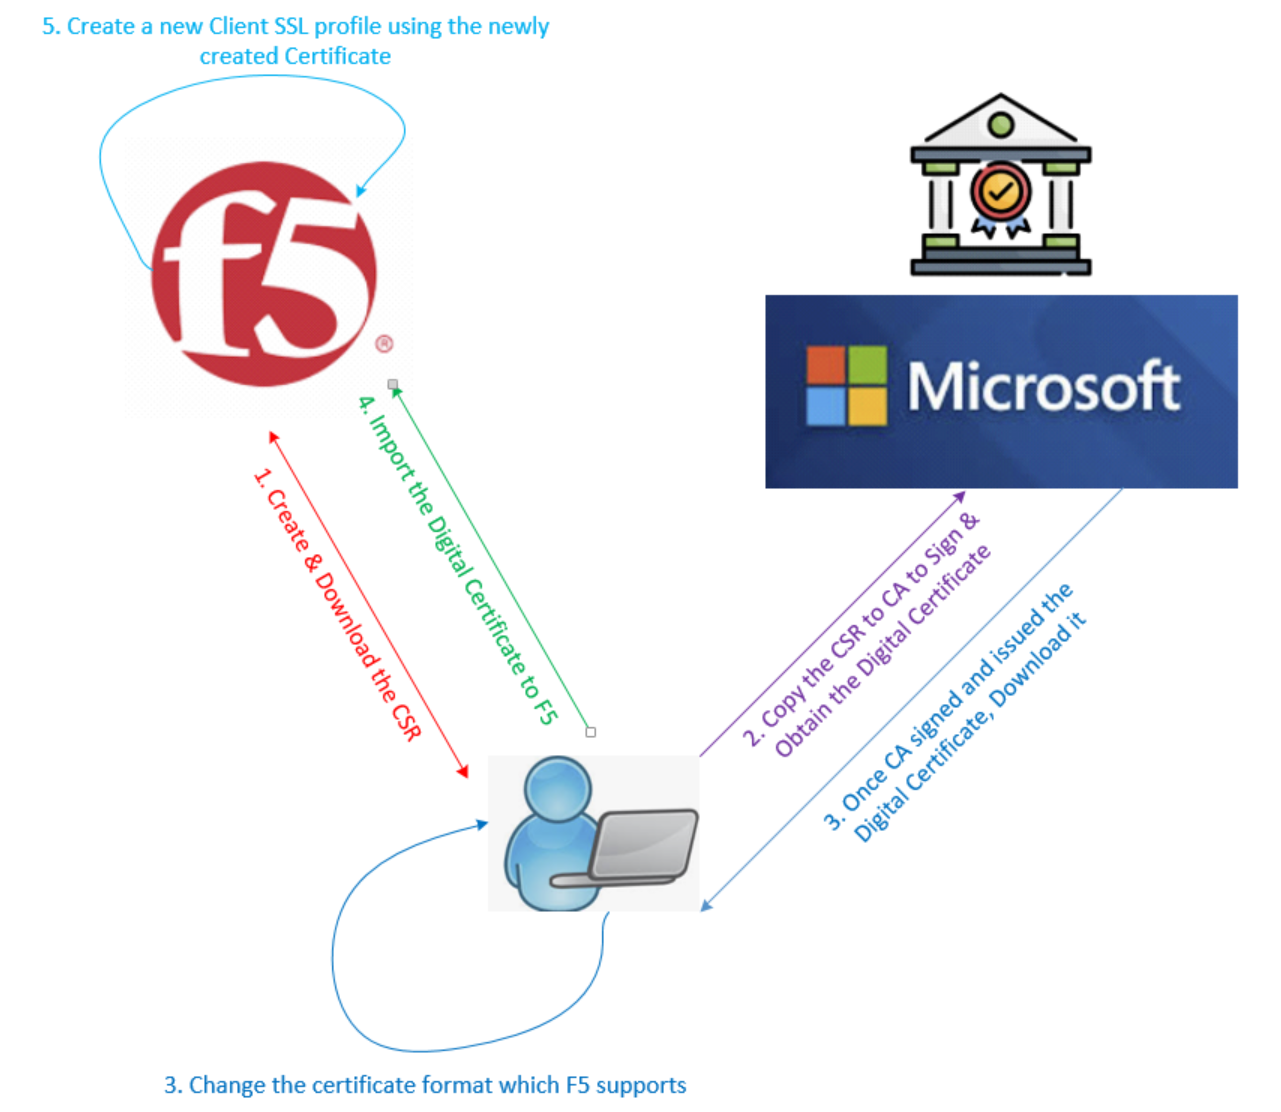 5. Create a new Client SSL profile using the newly
created Certificate
f5
®
Microsoft
1. Create & Download the CSR
4. Import the Digital Certificate to F5
2. Copy the CSR to CA to Sign &
Obtain the Digital Certificate
3. Once CA signed and issued the
Digital Certificate, Download it
3. Change the certificate format which F5 supports